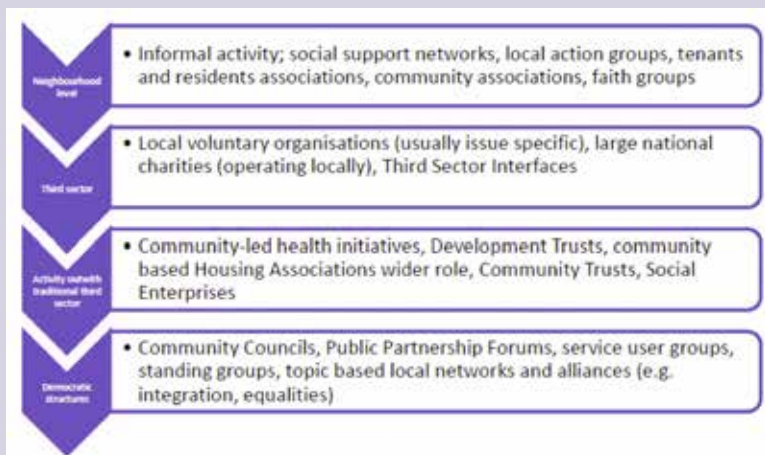 Neighbourhood
level
• Informal activity; social support networks, local action groups, tenants
and residents associations, community associations, faith groups
Third sector
• Local voluntary organisations (usually issue specific), large national
charities (operating locally), Third Sector Interfaces
Activity outwith
traditional third
sector
• Community-led health initiatives, Development Trusts, community
based Housing Associations wider role, Community Trusts, Social
Enterprises
Democratic
structures
• Community Councils, Public Partnership Forums, service user groups,
standing groups, topic based local networks and alliances (e.g.
integration, equalities)